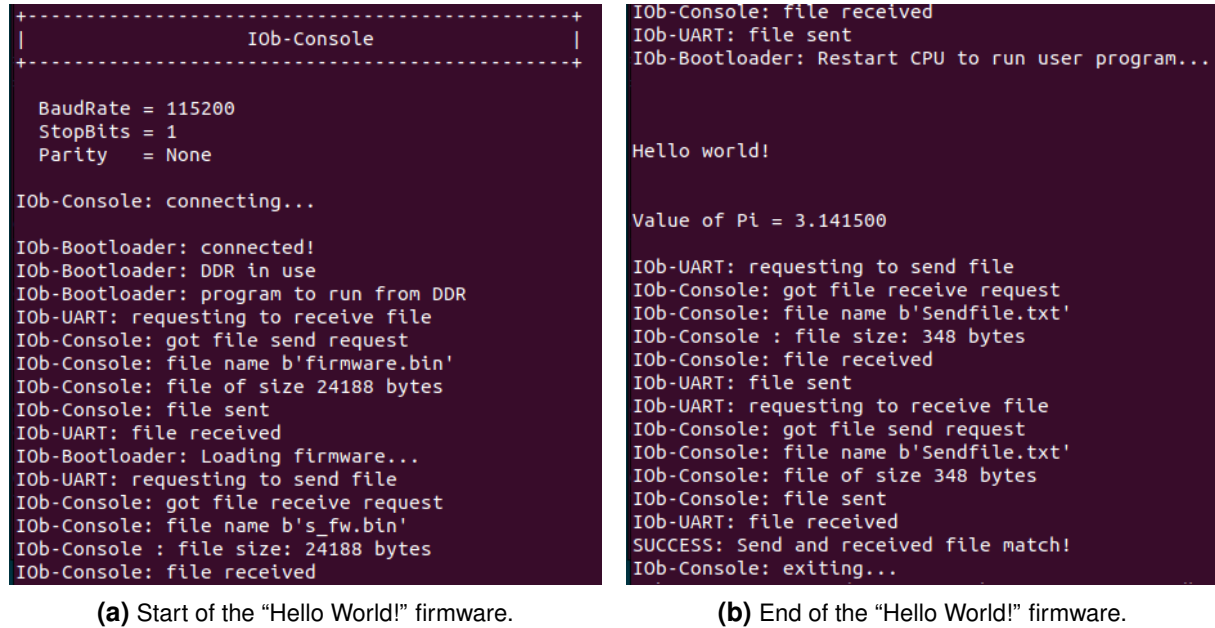 +-----------------------------------------------+
| IOb-Console |
+-----------------------------------------------+
BaudRate = 115200
StopBits = 1
Parity = None
IOb-Console: connecting...
IOb-Bootloader: connected!
IOb-Bootloader: DDR in use
IOb-Bootloader: program to run from DDR
IOb-UART: requesting to receive file
IOb-Console: got file send request
IOb-Console: file name b'firmware.bin'
IOb-Console: file of size 24188 bytes
IOb-Console: file sent
IOb-UART: file received
IOb-Bootloader: Loading firmware...
IOb-UART: requesting to send file
IOb-Console: got file receive request
IOb-Console: file name b's_fw.bin'
IOb-Console : file size: 24188 bytes
IOb-Console: file received
(a) Start of the “Hello World!” firmware.
IOb-Console: file received
IOb-UART: file sent
IOb-Bootloader: Restart CPU to run user program...
Hello world!
Value of Pi = 3.141500
IOb-UART: requesting to send file
IOb-Console: got file receive request
IOb-Console: file name b'Sendfile.txt'
IOb-Console : file size: 348 bytes
IOb-Console: file received
IOb-UART: file sent
IOb-UART: requesting to receive file
IOb-Console: got file send request
IOb-Console: file name b'Sendfile.txt'
IOb-Console: file of size 348 bytes
IOb-Console: file sent
IOb-UART: file received
SUCCESS: Send and received file match!
IOb-Console: exiting...
(b) End of the “Hello World!” firmware.